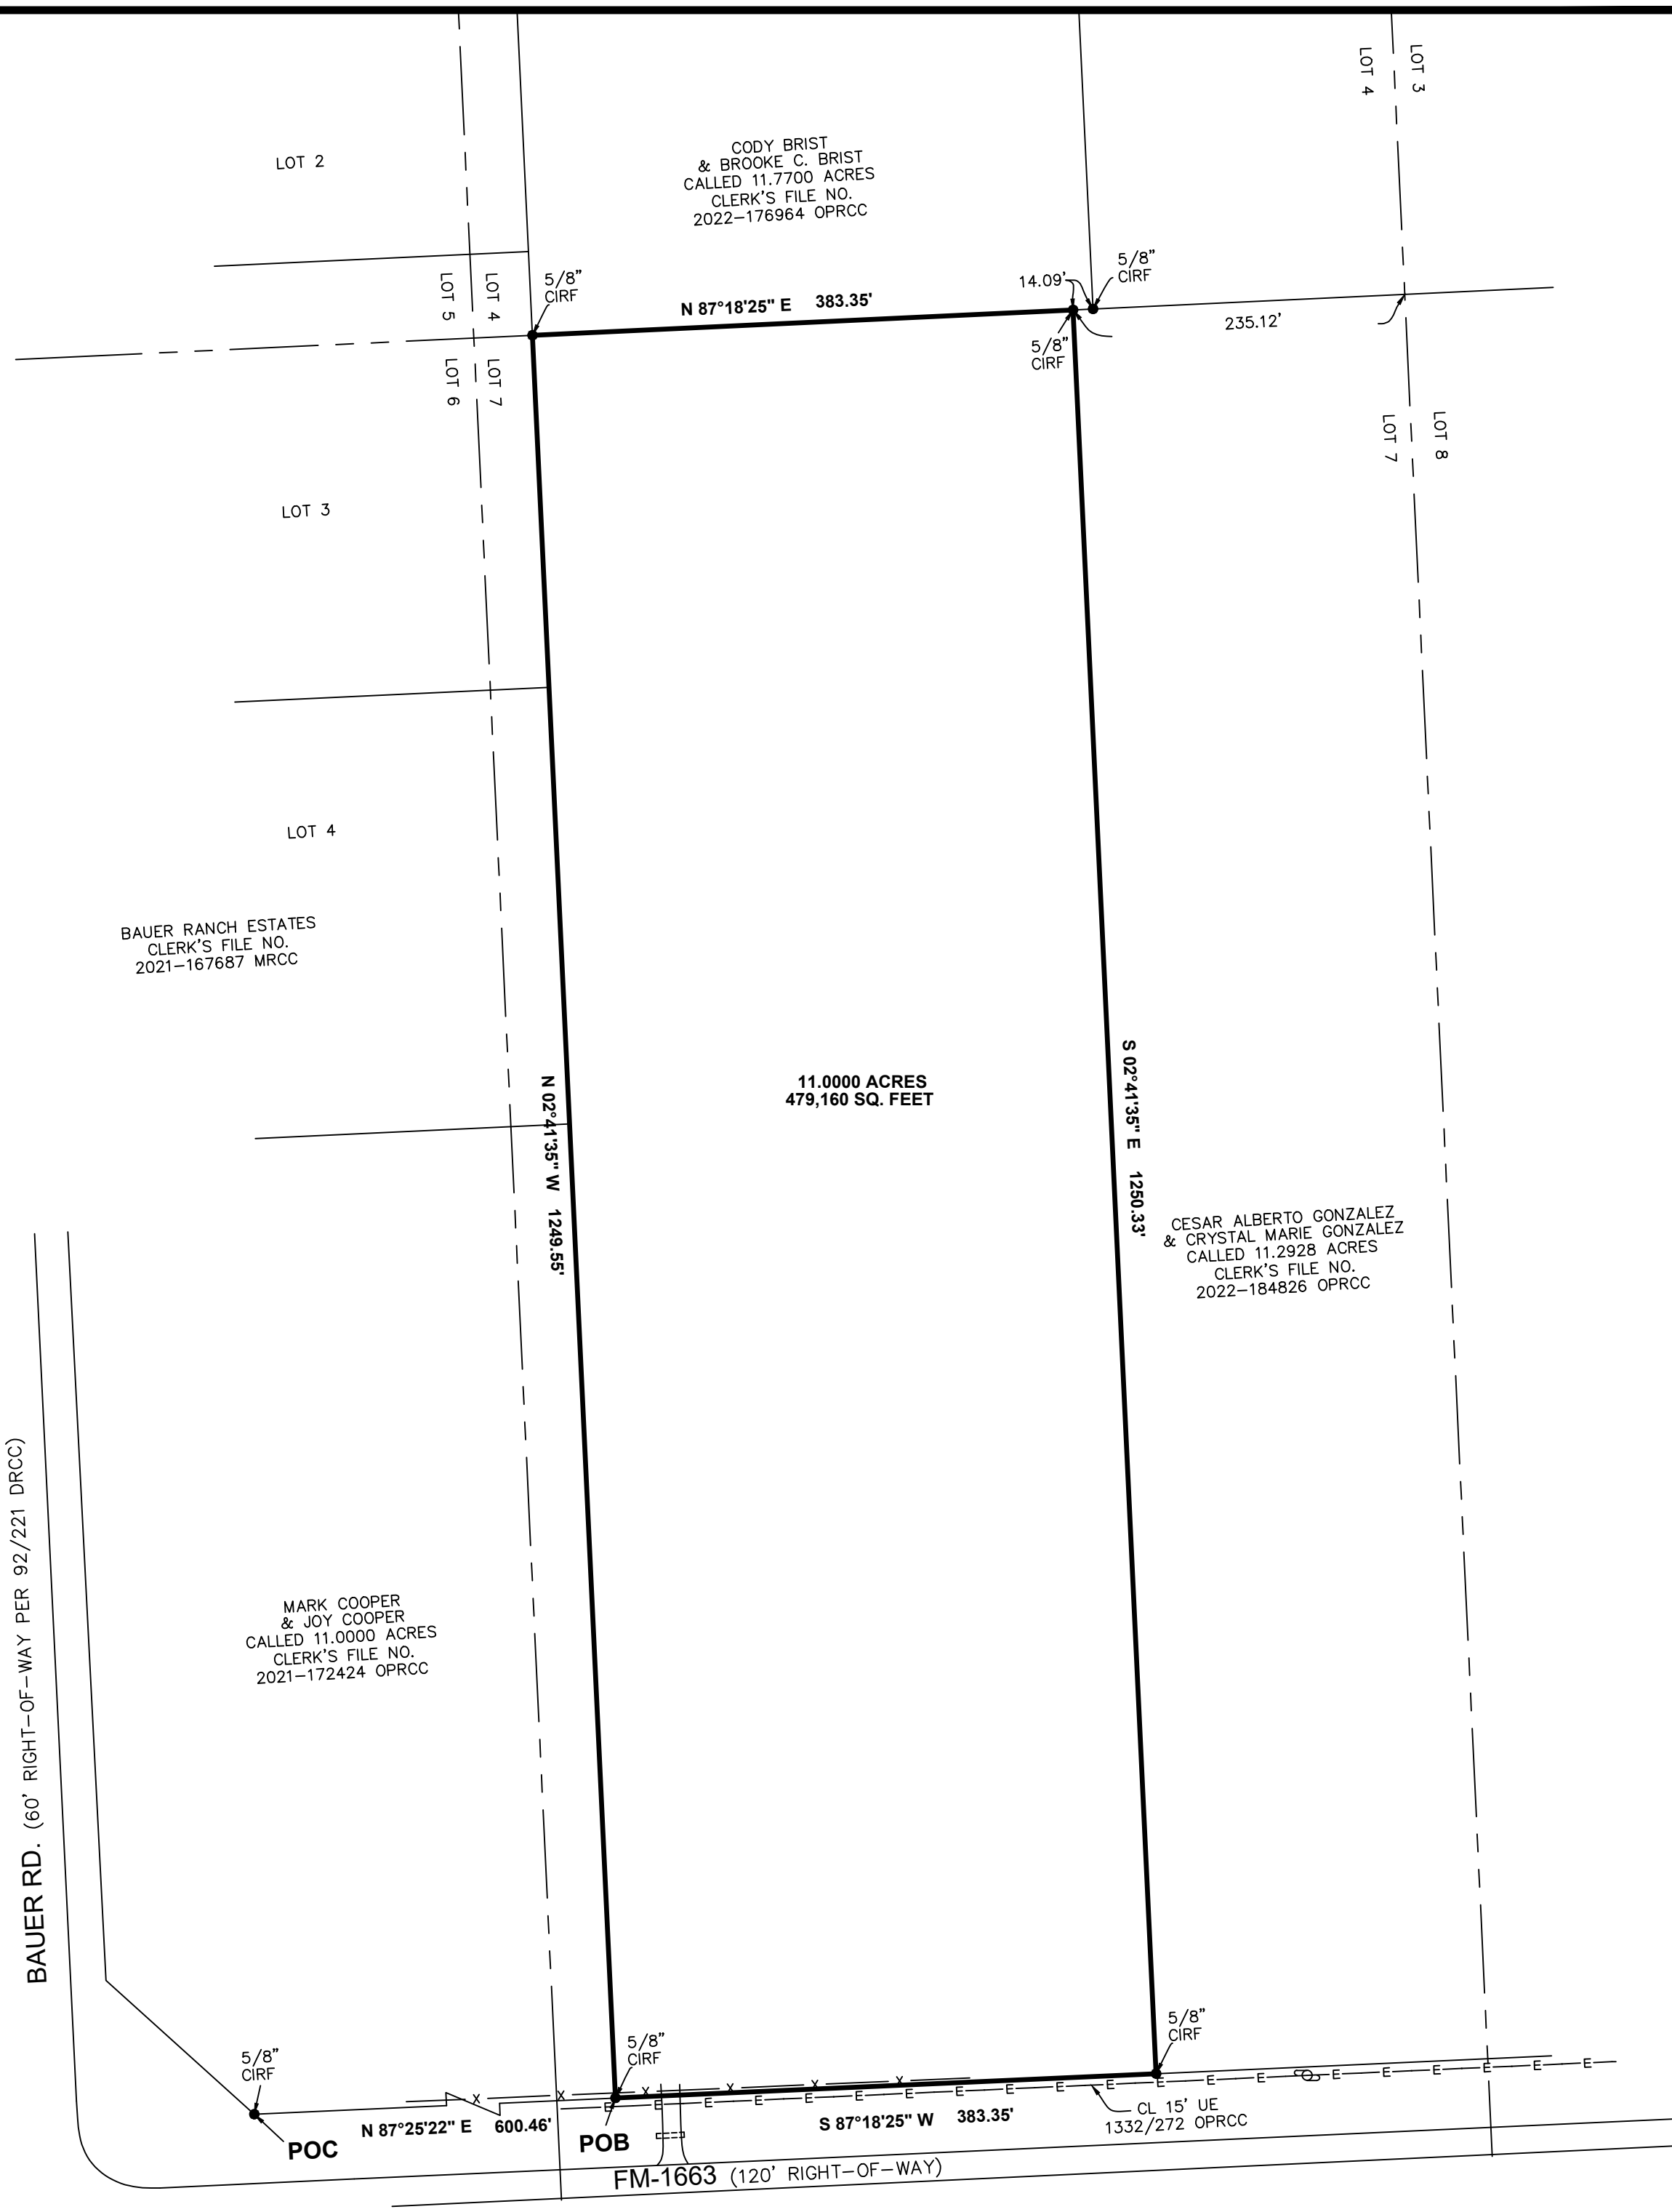 LOT 4
LOT 3
LOT 2
CODY BRIST
& BROOKE C. BRIST
CALLED 11.7700 ACRES
CLERK'S FILE NO.
2022-176964 OPRCC
LOT 5
LOT 4
5/8"
CIRF
N 87°18'25" E 383.35'
14.09'
5/8"
CIRF
5/8"
CIRF
235.12'
LOT 6
LOT 7
LOT 7
LOT 8
LOT 3
LOT 4
BAUER RANCH ESTATES
CLERK'S FILE NO.
2021-167687 MRCC
N 02°41'35" W 1249.55'
11.0000 ACRES
479,160 SQ. FEET
S 02°41'35" E 1250.33'
CESAR ALBERTO GONZALEZ
& CRYSTAL MARIE GONZALEZ
CALLED 11.2928 ACRES
CLERK'S FILE NO.
2022-184826 OPRCC
BAUER RD. (60' RIGHT-OF-WAY PER 92/221 DRCC)
MARK COOPER
& JOY COOPER
CALLED 11.0000 ACRES
CLERK'S FILE NO.
2021-172424 OPRCC
5/8"
CIRF
5/8"
CIRF
5/8"
CIRF
X X X X X X
E E E E E E E E E E E E E E E E E E E E
POC
N 87°25'22" E 600.46'
POB
S 87°18'25" W 383.35'
CL 15' UE
1332/272 OPRCC
FM-1663 (120' RIGHT-OF-WAY)